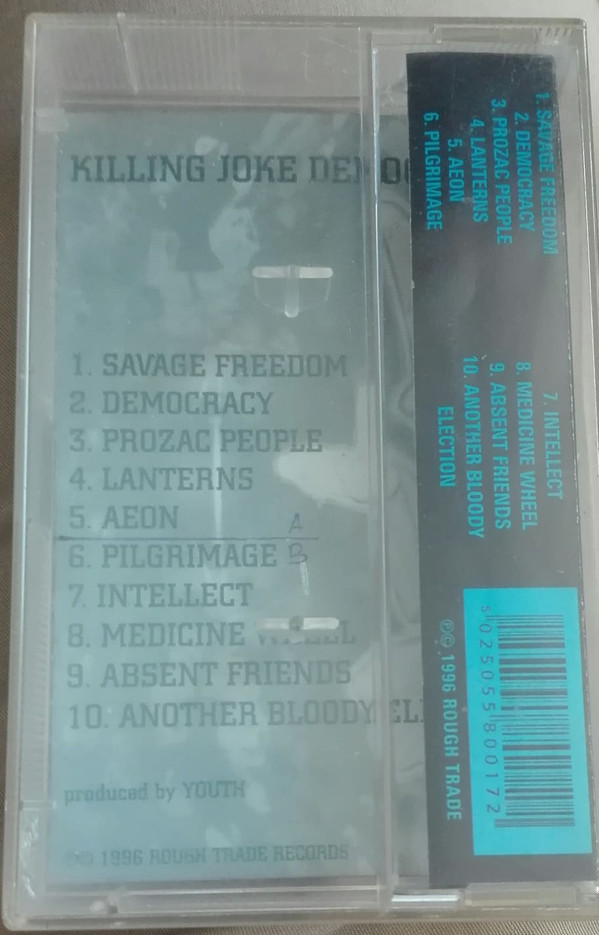 KILLING JOKE DEMOC
1. SAVAGE FREEDOM
2. DEMOCRACY
3. PROZAC PEOPLE
4. LANTERNS
5. AEON A
6. PILGRIMAGE B
7. INTELLECT
8. MEDICINE WHEEL
9. ABSENT FRIENDS
10. ANOTHER BLOODY EL
produced by YOUTH
℗© 1996 ROUGH TRADE RECORDS
1. SAVAGE FREEDOM
2. DEMOCRACY
3. PROZAC PEOPLE
4. LANTERNS
5. AEON
6. PILGRIMAGE
7. INTELLECT
8. MEDICINE WHEEL
9. ABSENT FRIENDS
10. ANOTHER BLOODY
ELECTION
℗© 1996 ROUGH TRADE
5 025055 800172